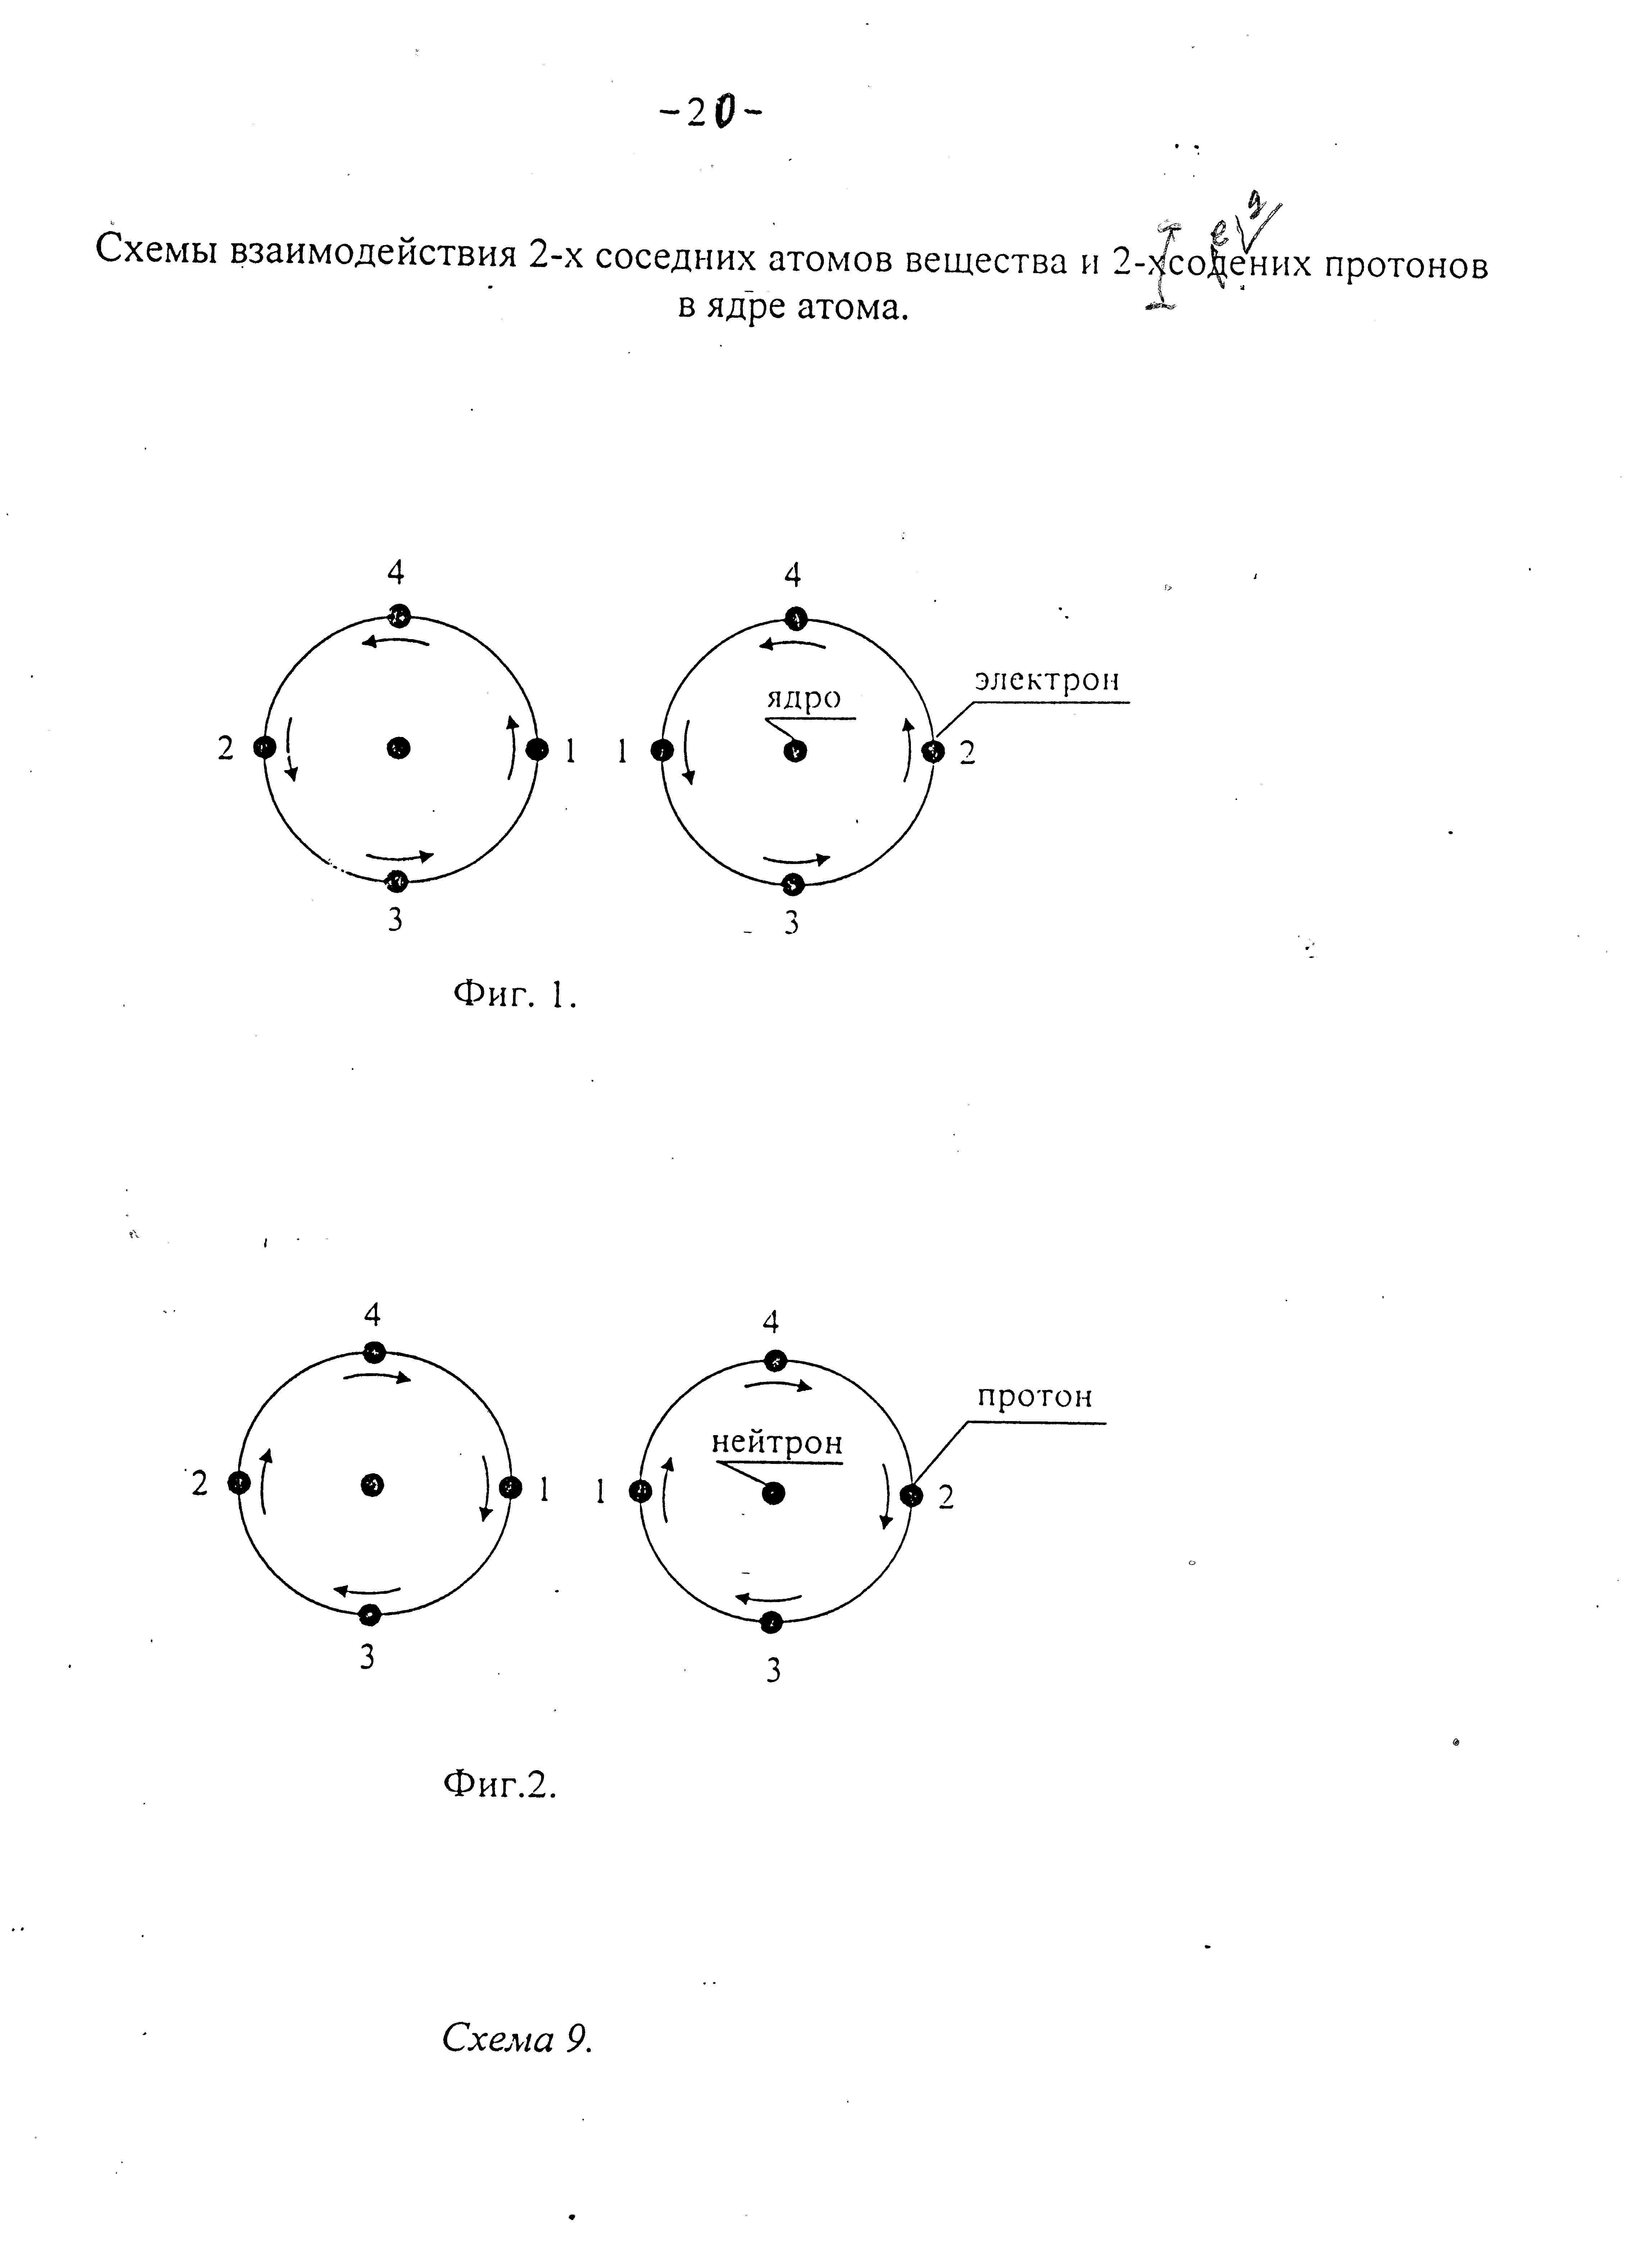 -20-
Схемы взаимодействия 2-х соседних атомов вещества и 2-х содених протонов
в ядре атома.
4 4
электрон
ядро
2 1 1 2
3 3
Фиг. 1.
4 4
протон
нейтрон
2 1 1 2
3 3
Фиг.2.
Схема 9.